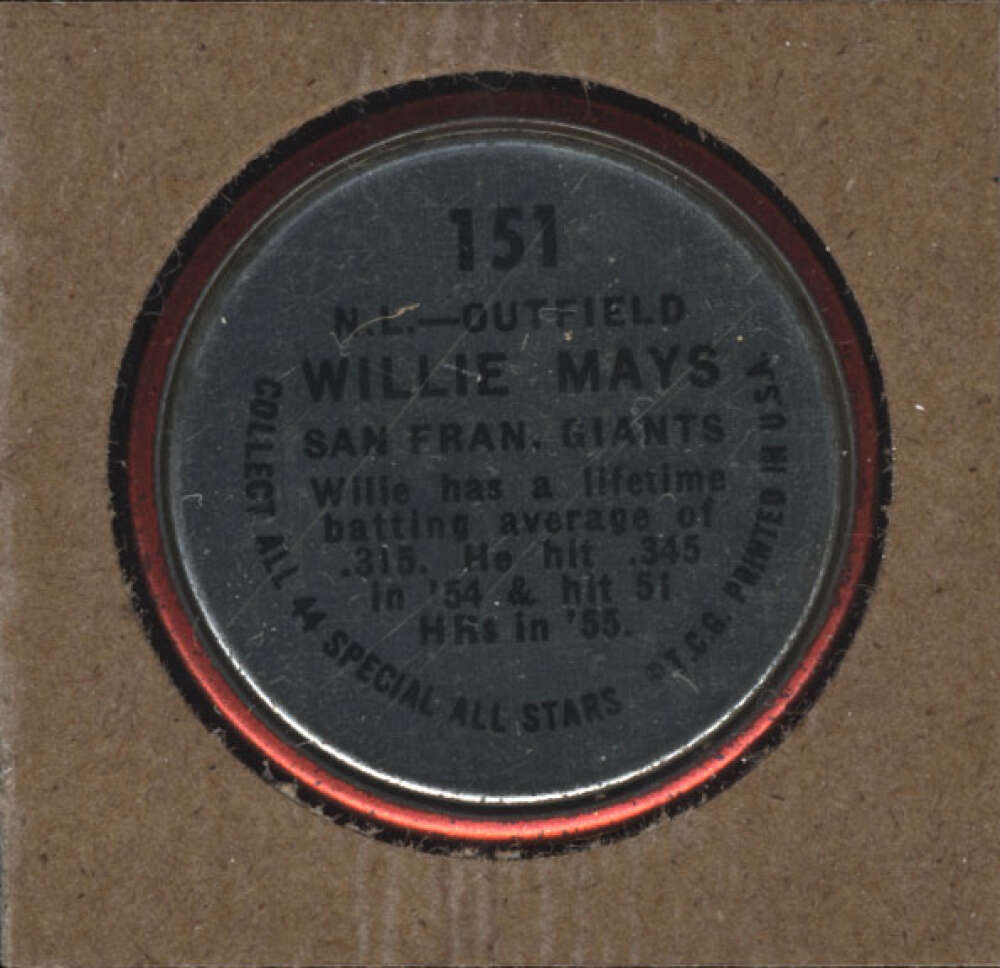 151
N.L.—OUTFIELD
WILLIE MAYS
SAN FRAN. GIANTS
Willie has a lifetime
batting average of
.315. He hit .345
in '54 & hit 51
HRs in '55.
COLLECT ALL 44 SPECIAL ALL STARS
©T.C.G. PRINTED IN USA